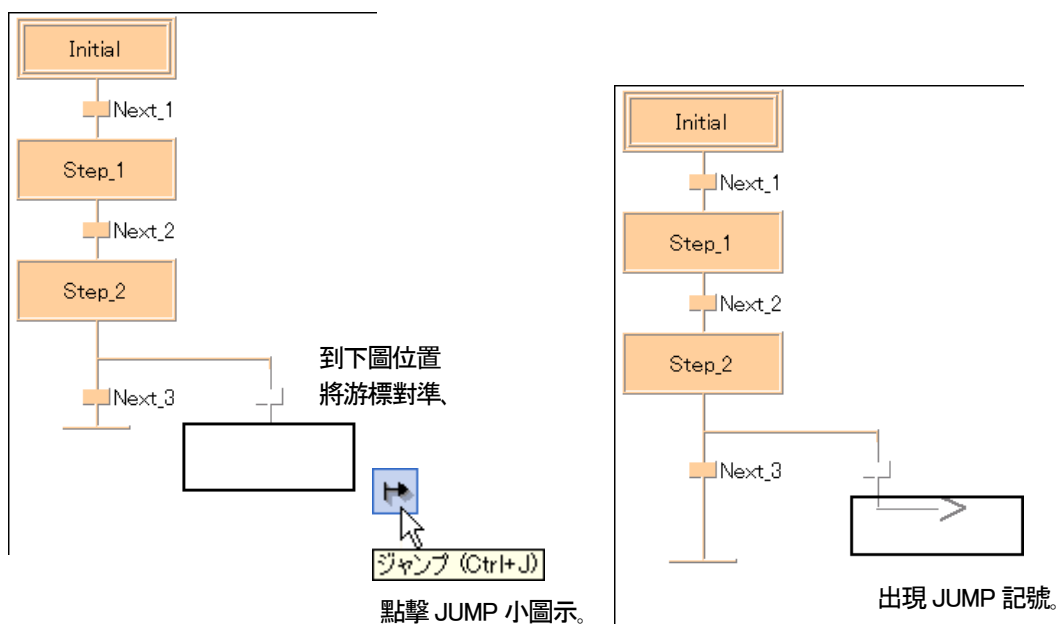 Initial
Next_1
Step_1
Next_2
Step_2
Next_3
到下圖位置
將游標對準、
ジャンプ (Ctrl+J)
點擊 JUMP 小圖示。
Initial
Next_1
Step_1
Next_2
Step_2
Next_3
出現 JUMP 記號。